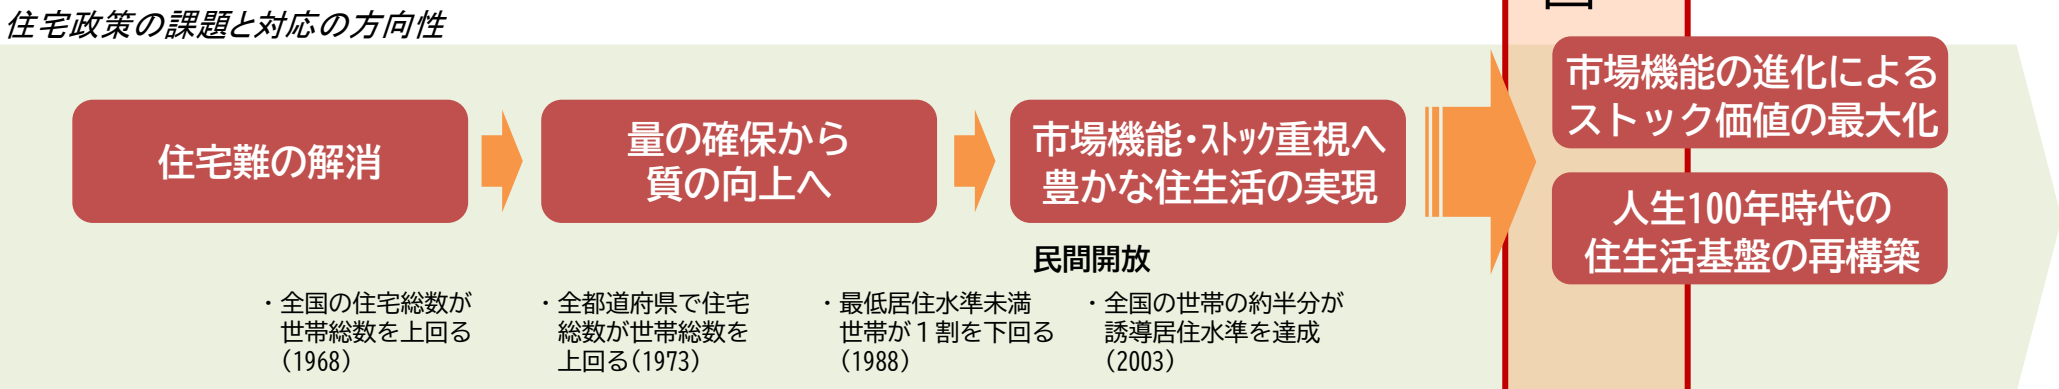 住宅政策の課題と対応の方向性
住宅難の解消
量の確保から
質の向上へ
市場機能・ｽﾄｯｸ重視へ
豊かな住生活の実現
市場機能の進化による
ストック価値の最大化
人生100年時代の
住生活基盤の再構築
民間開放
・全国の住宅総数が
世帯総数を上回る
(1968)
・全都道府県で住宅
総数が世帯総数を
上回る(1973)
・最低居住水準未満
世帯が１割を下回る
(1988)
・全国の世帯の約半分が
誘導居住水準を達成
(2003)